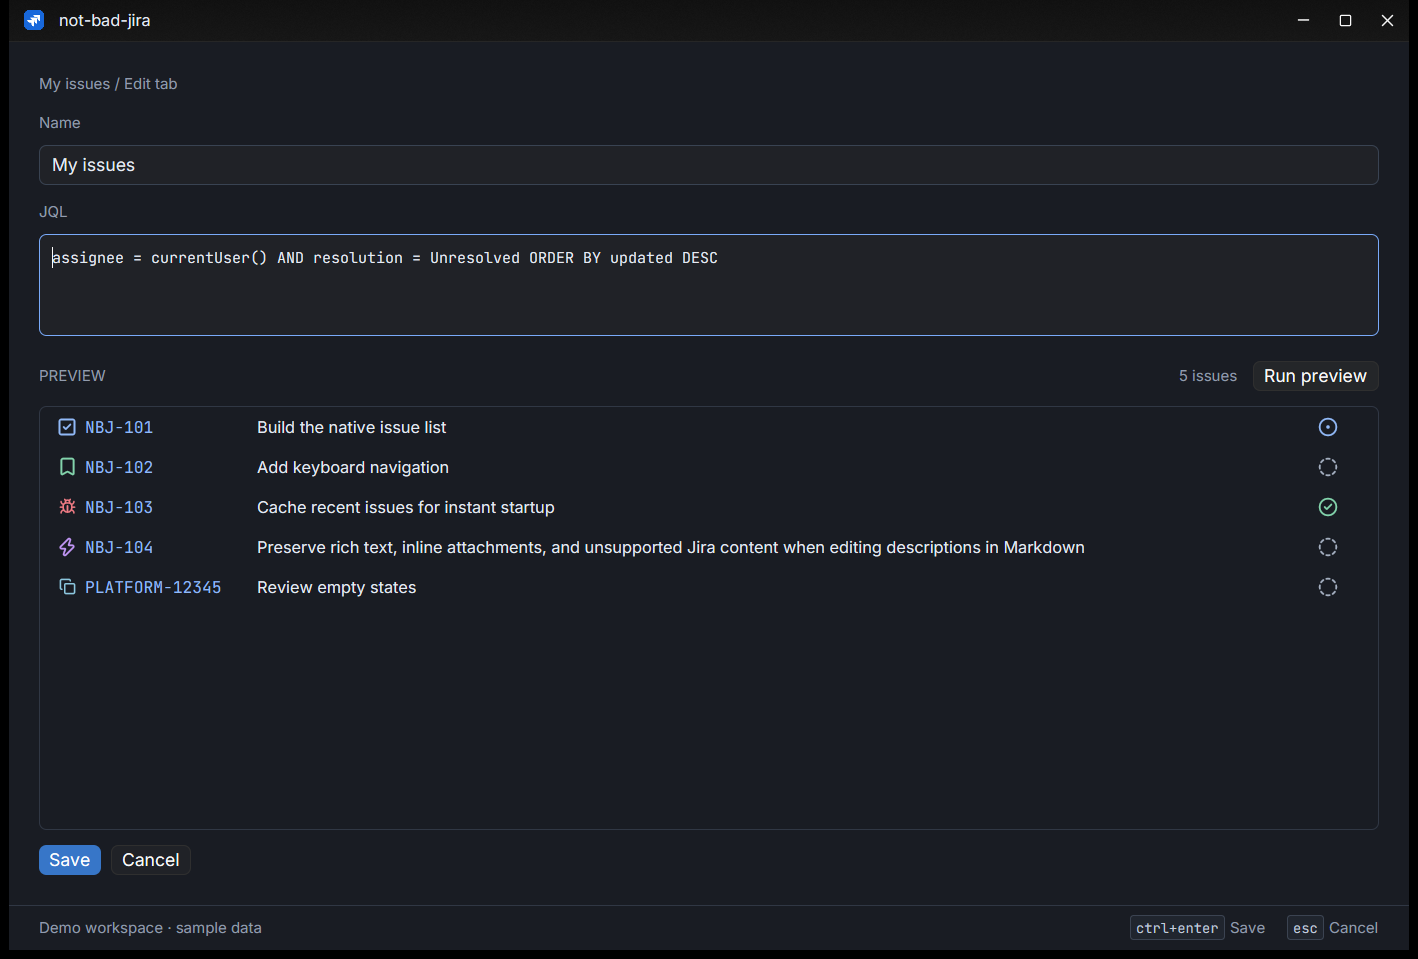 not-bad-jira
My issues / Edit tab
Name
My issues
JQL
assignee = currentUser() AND resolution = Unresolved ORDER BY updated DESC
PREVIEW
5 issues
Run preview
NBJ-101 Build the native issue list
NBJ-102 Add keyboard navigation
NBJ-103 Cache recent issues for instant startup
NBJ-104 Preserve rich text, inline attachments, and unsupported Jira content when editing descriptions in Markdown
PLATFORM-12345 Review empty states
Save Cancel
Demo workspace · sample data
ctrl+enter Save esc Cancel